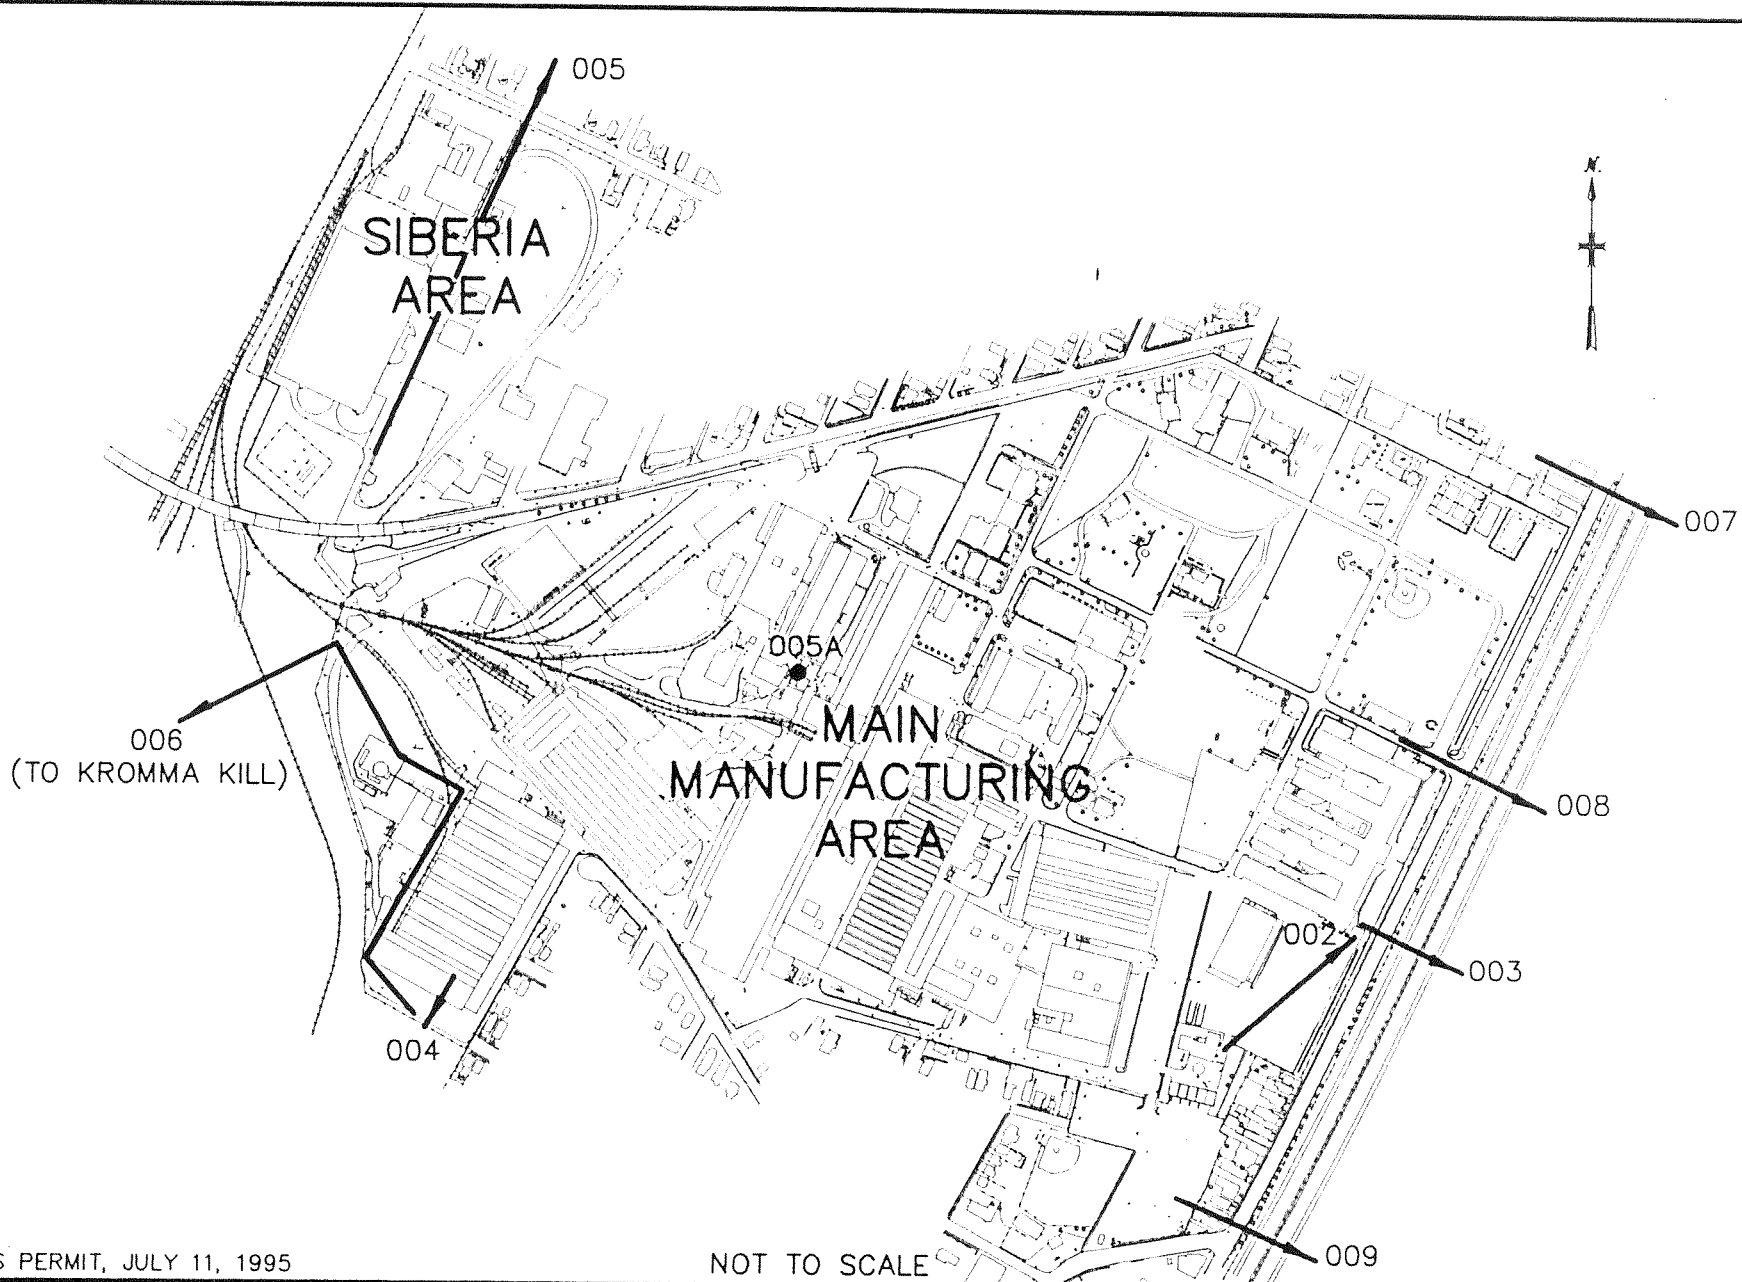 005
N.
SIBERIA
AREA
007
005A
006
(TO KROMMA KILL)
MAIN
MANUFACTURING
AREA
008
002
003
004
009
PERMIT, JULY 11, 1995
NOT TO SCALE